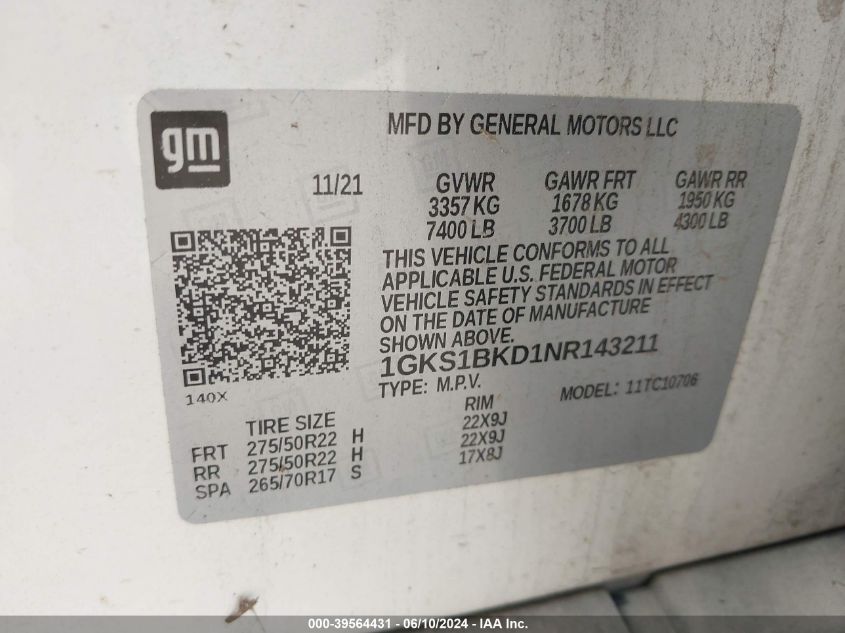 gm
MFD BY GENERAL MOTORS LLC
11/21
GVWR GAWR FRT GAWR RR
3357 KG 1678 KG 1950 KG
7400 LB 3700 LB 4300 LB
THIS VEHICLE CONFORMS TO ALL
APPLICABLE U.S. FEDERAL MOTOR
VEHICLE SAFETY STANDARDS IN EFFECT
ON THE DATE OF MANUFACTURE
SHOWN ABOVE.
1GKS1BKD1NR143211
TYPE: M.P.V. MODEL: 11TC10706
140X
TIRE SIZE RIM
FRT 275/50R22 H 22X9J
RR 275/50R22 H 22X9J
SPA 265/70R17 S 17X8J
000-39564431 - 06/10/2024 - IAA Inc.